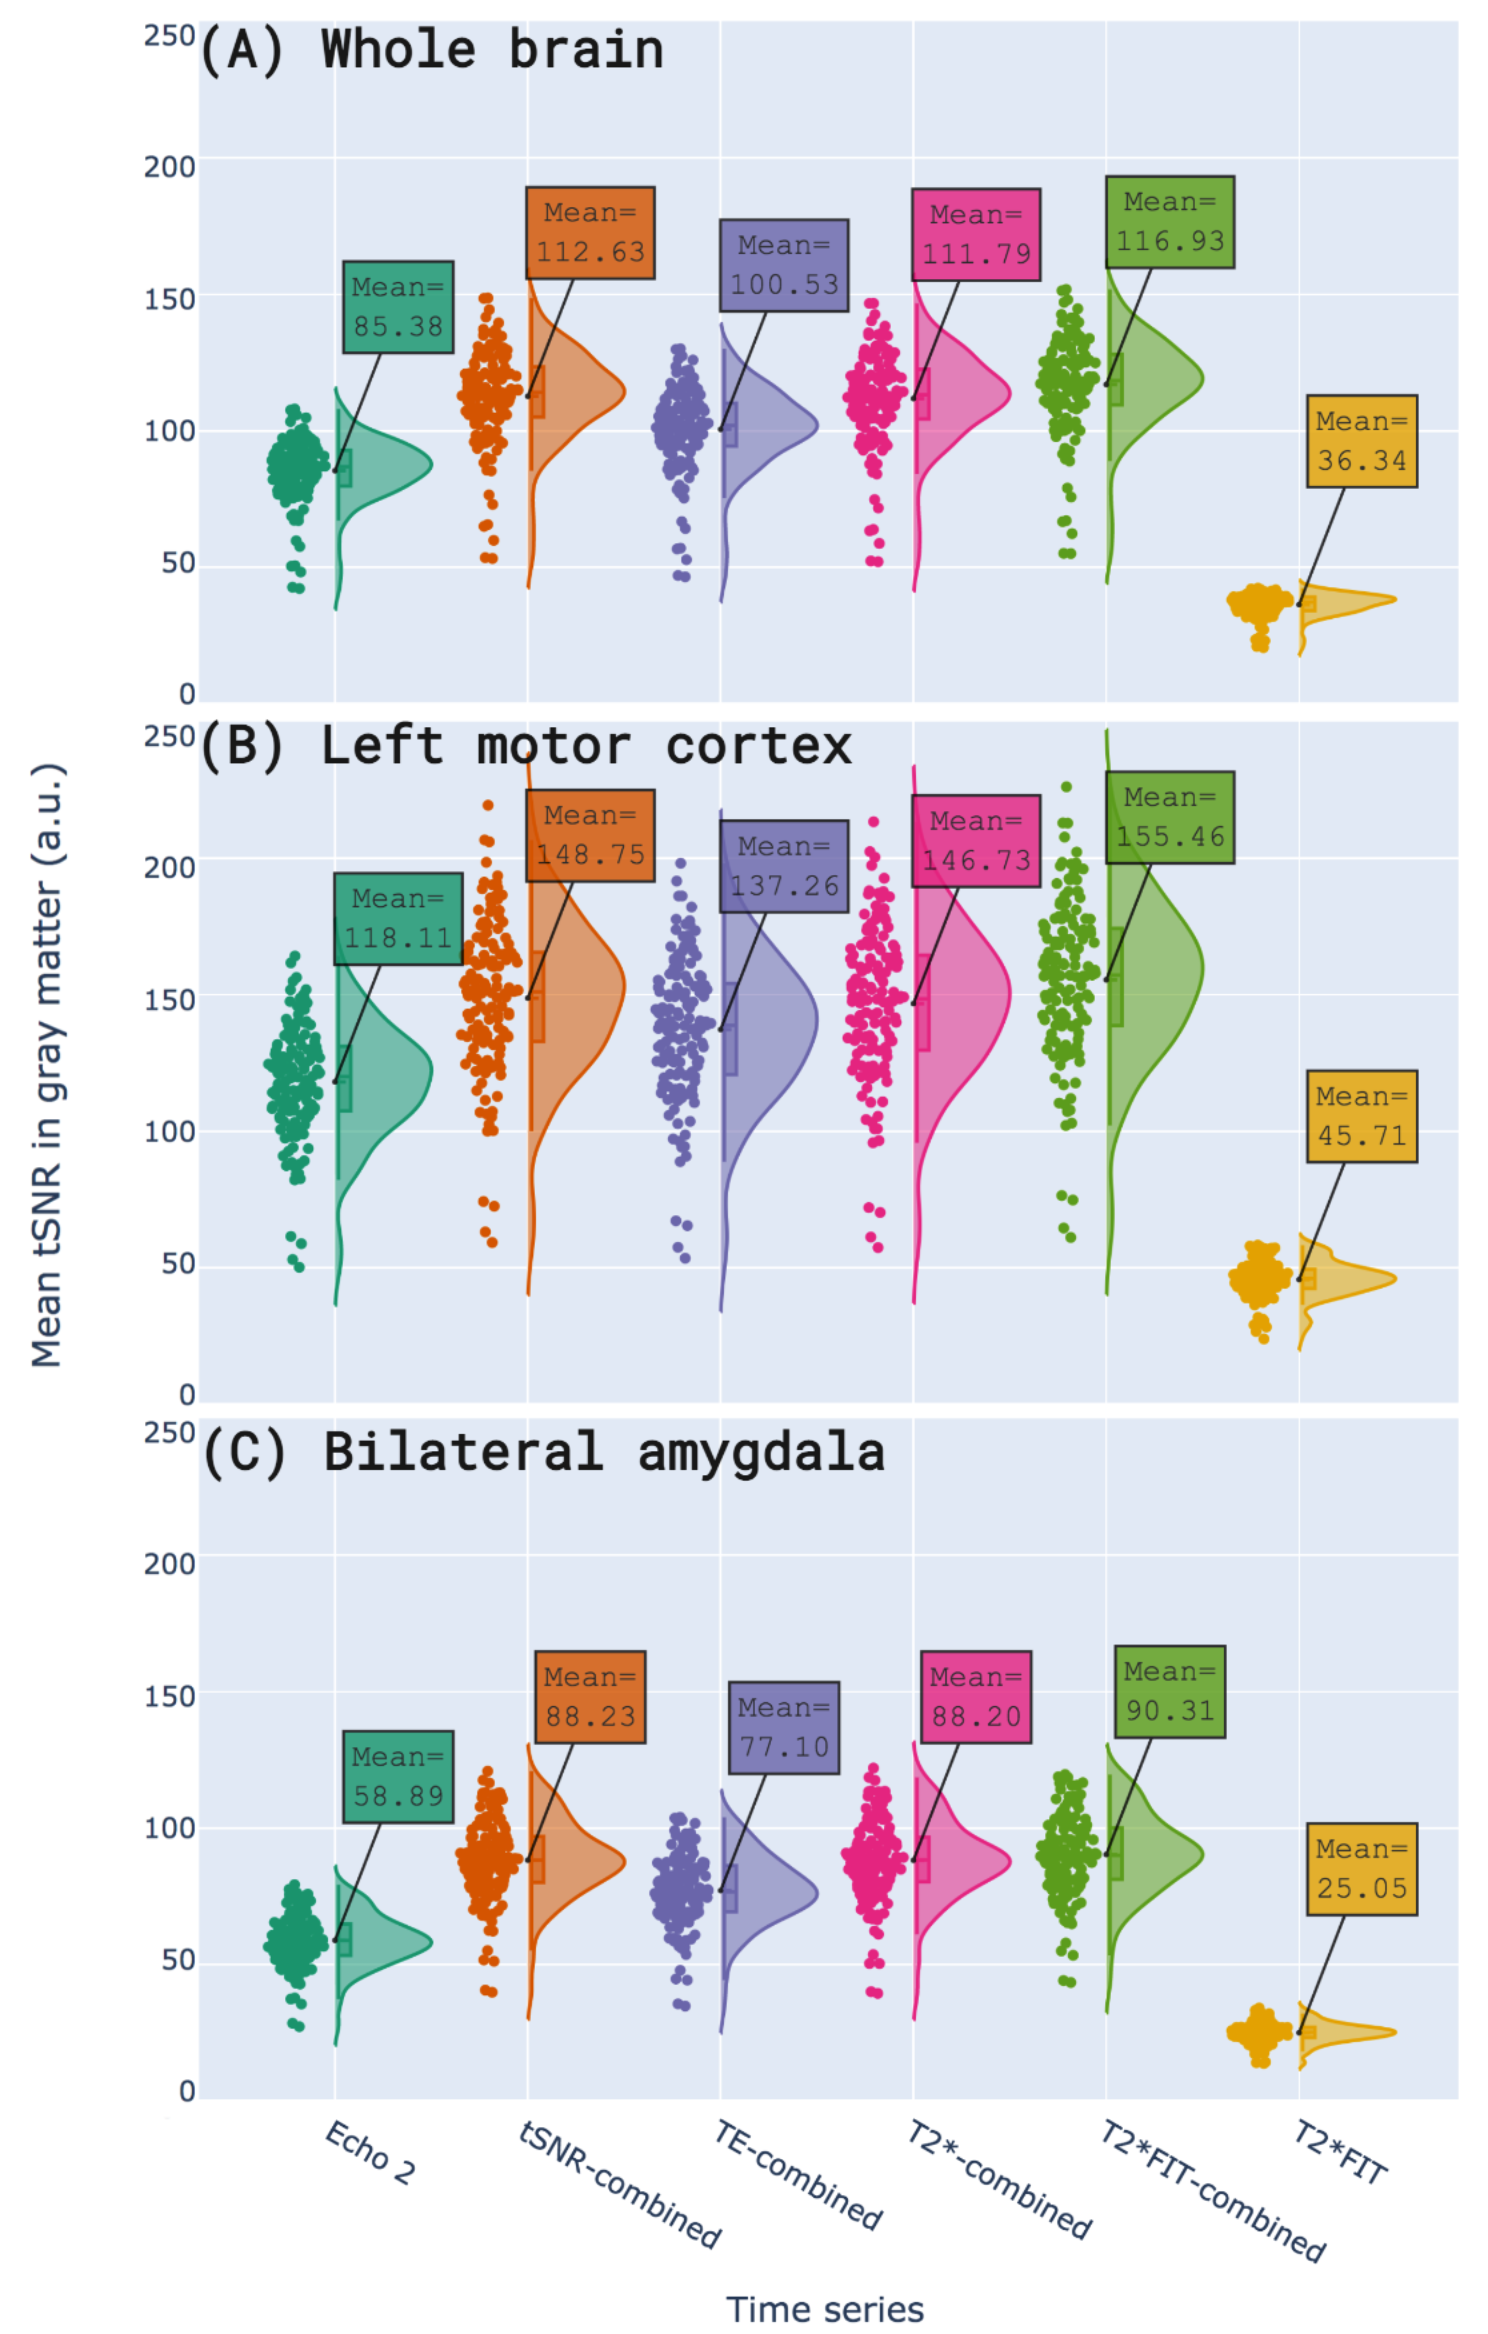 (A) Whole brain
250
200
150
100
50
0
Mean=
85.38
Mean=
112.63
Mean=
100.53
Mean=
111.79
Mean=
116.93
Mean=
36.34
(B) Left motor cortex
250
200
150
100
50
0
Mean=
118.11
Mean=
148.75
Mean=
137.26
Mean=
146.73
Mean=
155.46
Mean=
45.71
Mean tSNR in gray matter (a.u.)
(C) Bilateral amygdala
250
200
150
100
50
0
Mean=
58.89
Mean=
88.23
Mean=
77.10
Mean=
88.20
Mean=
90.31
Mean=
25.05
Echo 2
tSNR-combined
TE-combined
T2*-combined
T2*FIT-combined
T2*FIT
Time series